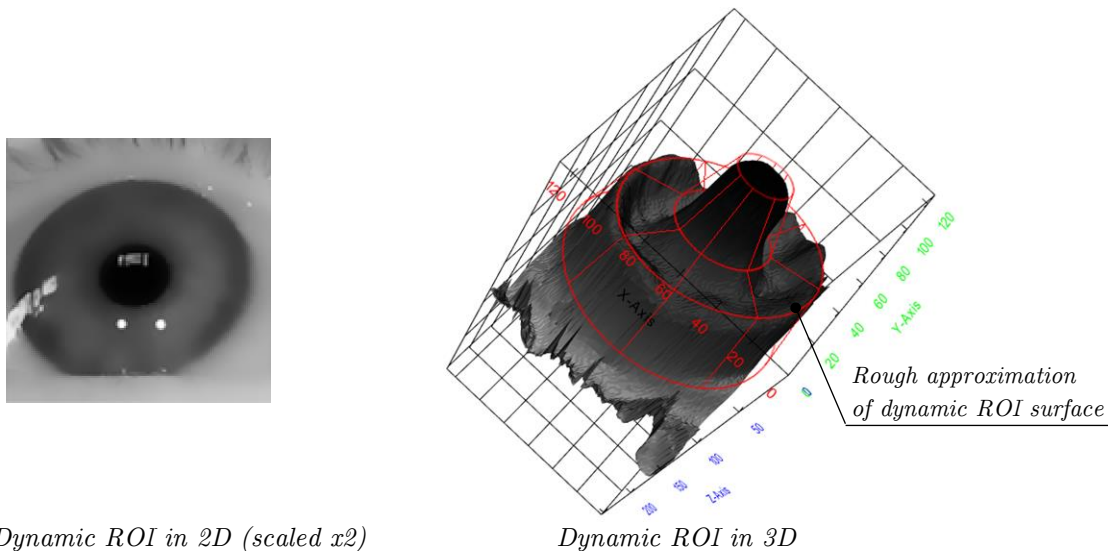 120
100
80
60
X-Axis
40
20
0
0
20
40
60
80
100
120
Y-Axis
50
100
150
200
Z-Axis
Rough approximation
of dynamic ROI surface
Dynamic ROI in 2D (scaled x2)
Dynamic ROI in 3D